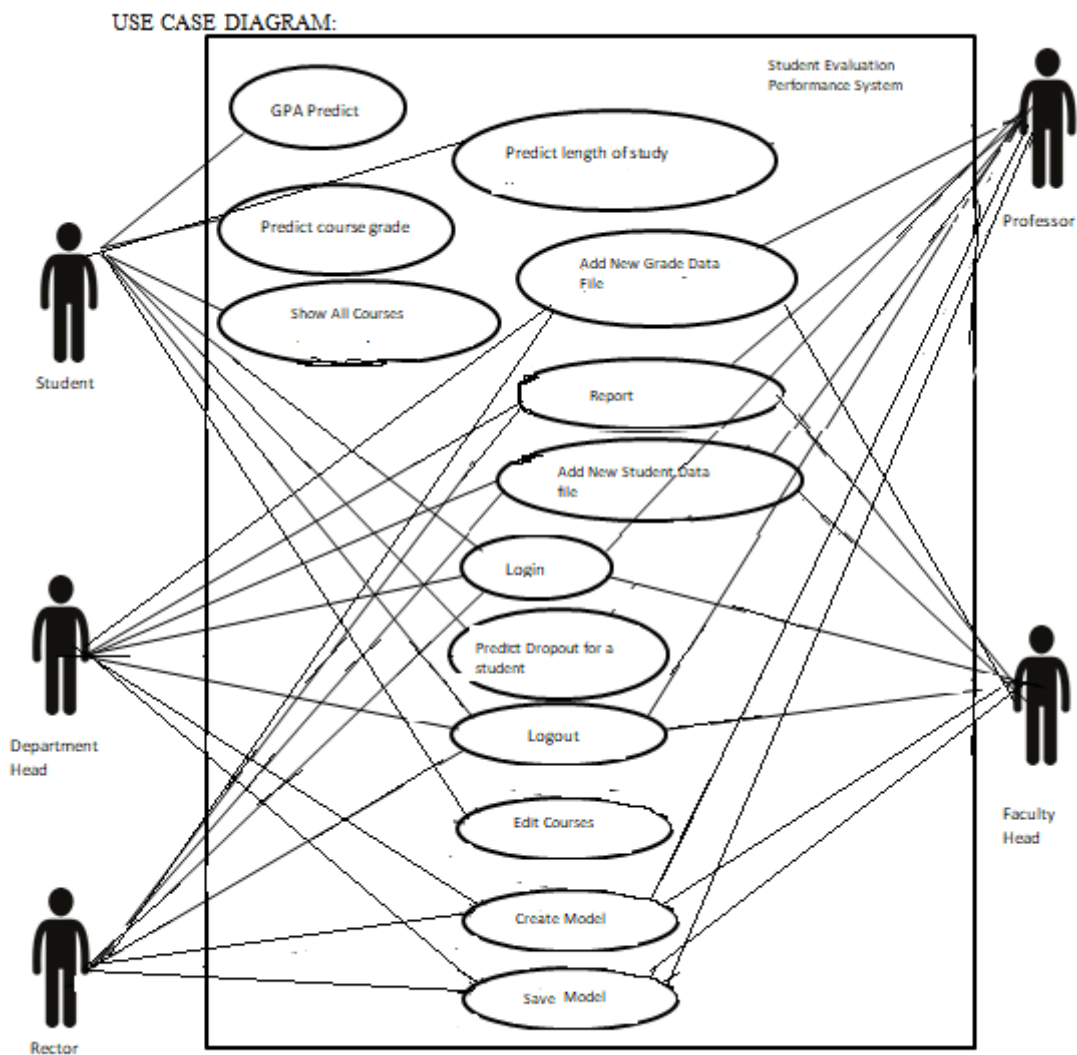 USE CASE DIAGRAM:
Student Evaluation
Performance System
GPA Predict
Predict length of study
Professor
Predict course grade
Add New Grade Data
File
Show All Courses
Student
Report
Add New Student Data
file
Login
Predict Dropout for a
student
Logout
Department
Head
Edit Courses
Faculty
Head
Create Model
Save Model
Rector